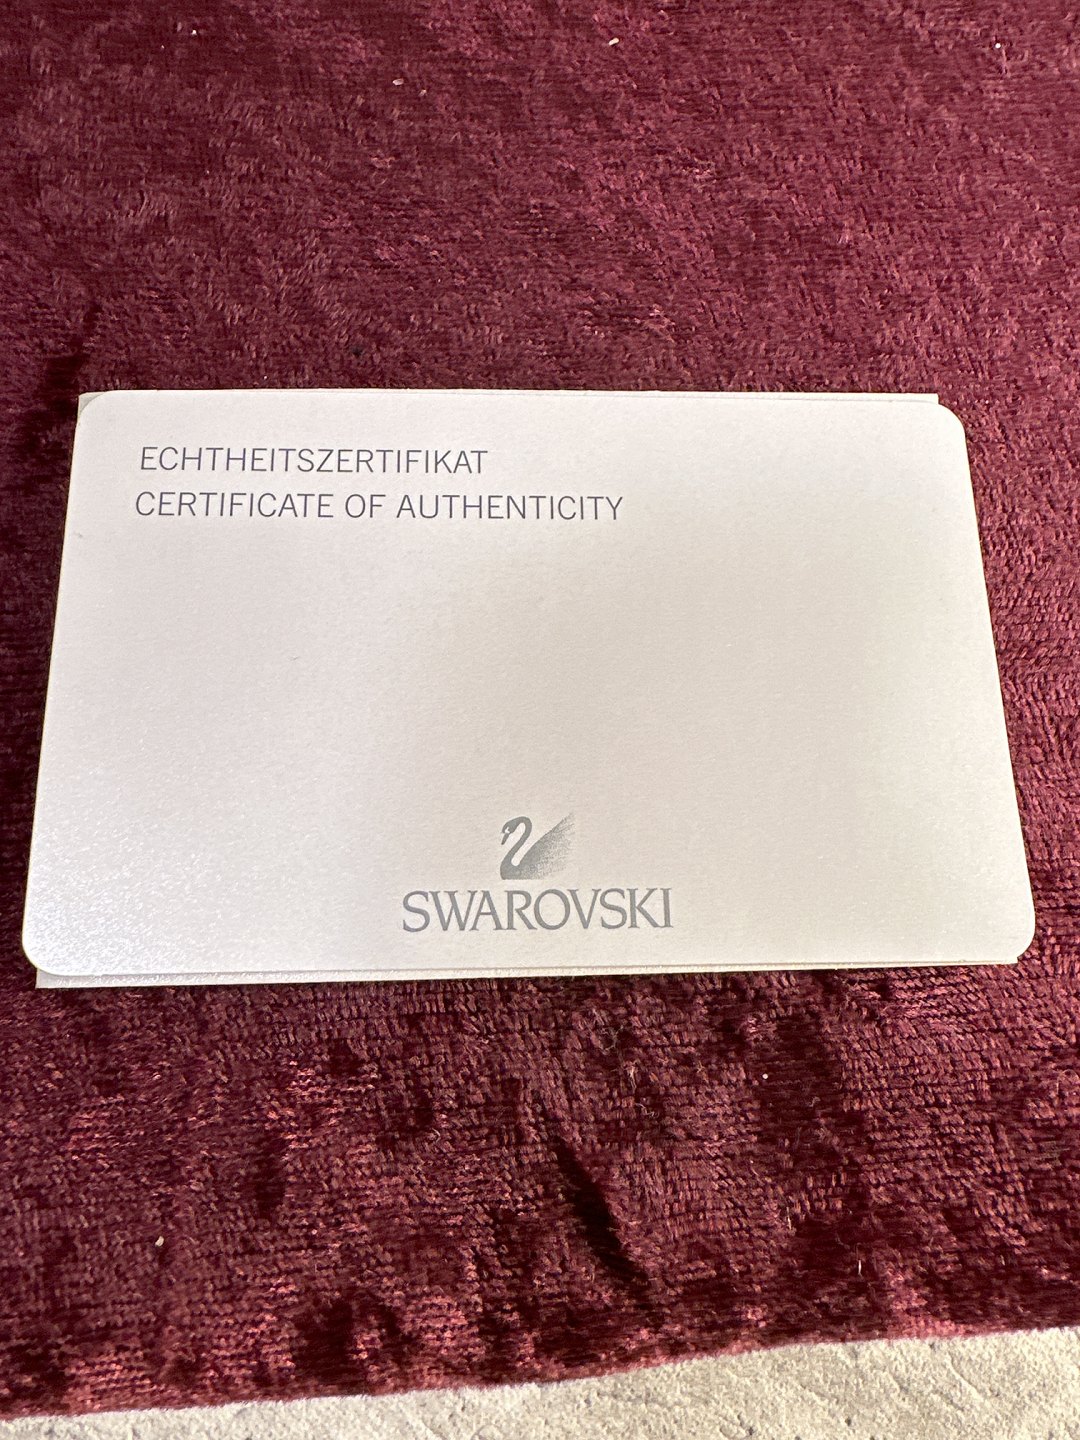 ECHTHEITSZERTIFIKAT
CERTIFICATE OF AUTHENTICITY
SWAROVSKI